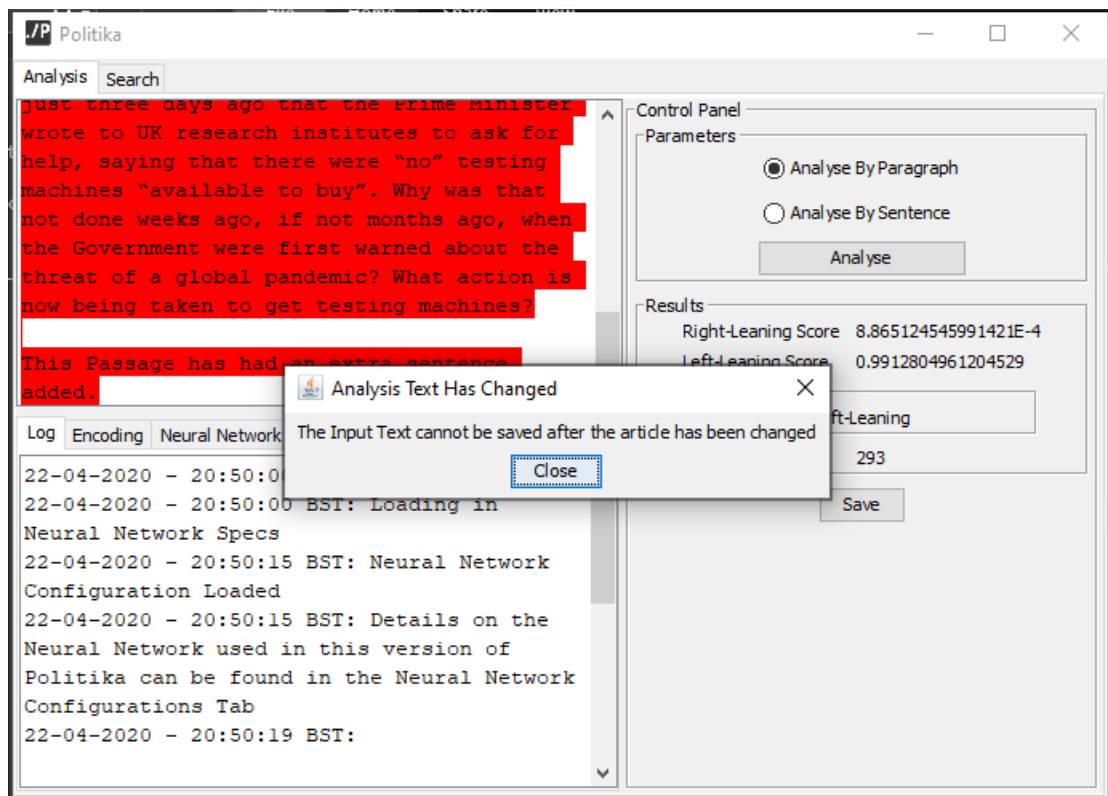 ./P Politika
Analysis Search
just three days ago that the Prime Minister
wrote to UK research institutes to ask for
help, saying that there were “no” testing
machines “available to buy”. Why was that
not done weeks ago, if not months ago, when
the Government were first warned about the
threat of a global pandemic? What action is
now being taken to get testing machines?
This Passage has had an extra sentence
added.
Log Encoding Neural Network
22-04-2020 - 20:50:00
22-04-2020 - 20:50:00 BST: Loading in
Neural Network Specs
22-04-2020 - 20:50:15 BST: Neural Network
Configuration Loaded
22-04-2020 - 20:50:15 BST: Details on the
Neural Network used in this version of
Politika can be found in the Neural Network
Configurations Tab
22-04-2020 - 20:50:19 BST:
Control Panel
Parameters
Analyse By Paragraph
Analyse By Sentence
Analyse
Results
Right-Leaning Score 8.865124545991421E-4
Left-Leaning Score 0.9912804961204529
ft-Leaning
293
Save
Analysis Text Has Changed
The Input Text cannot be saved after the article has been changed
Close